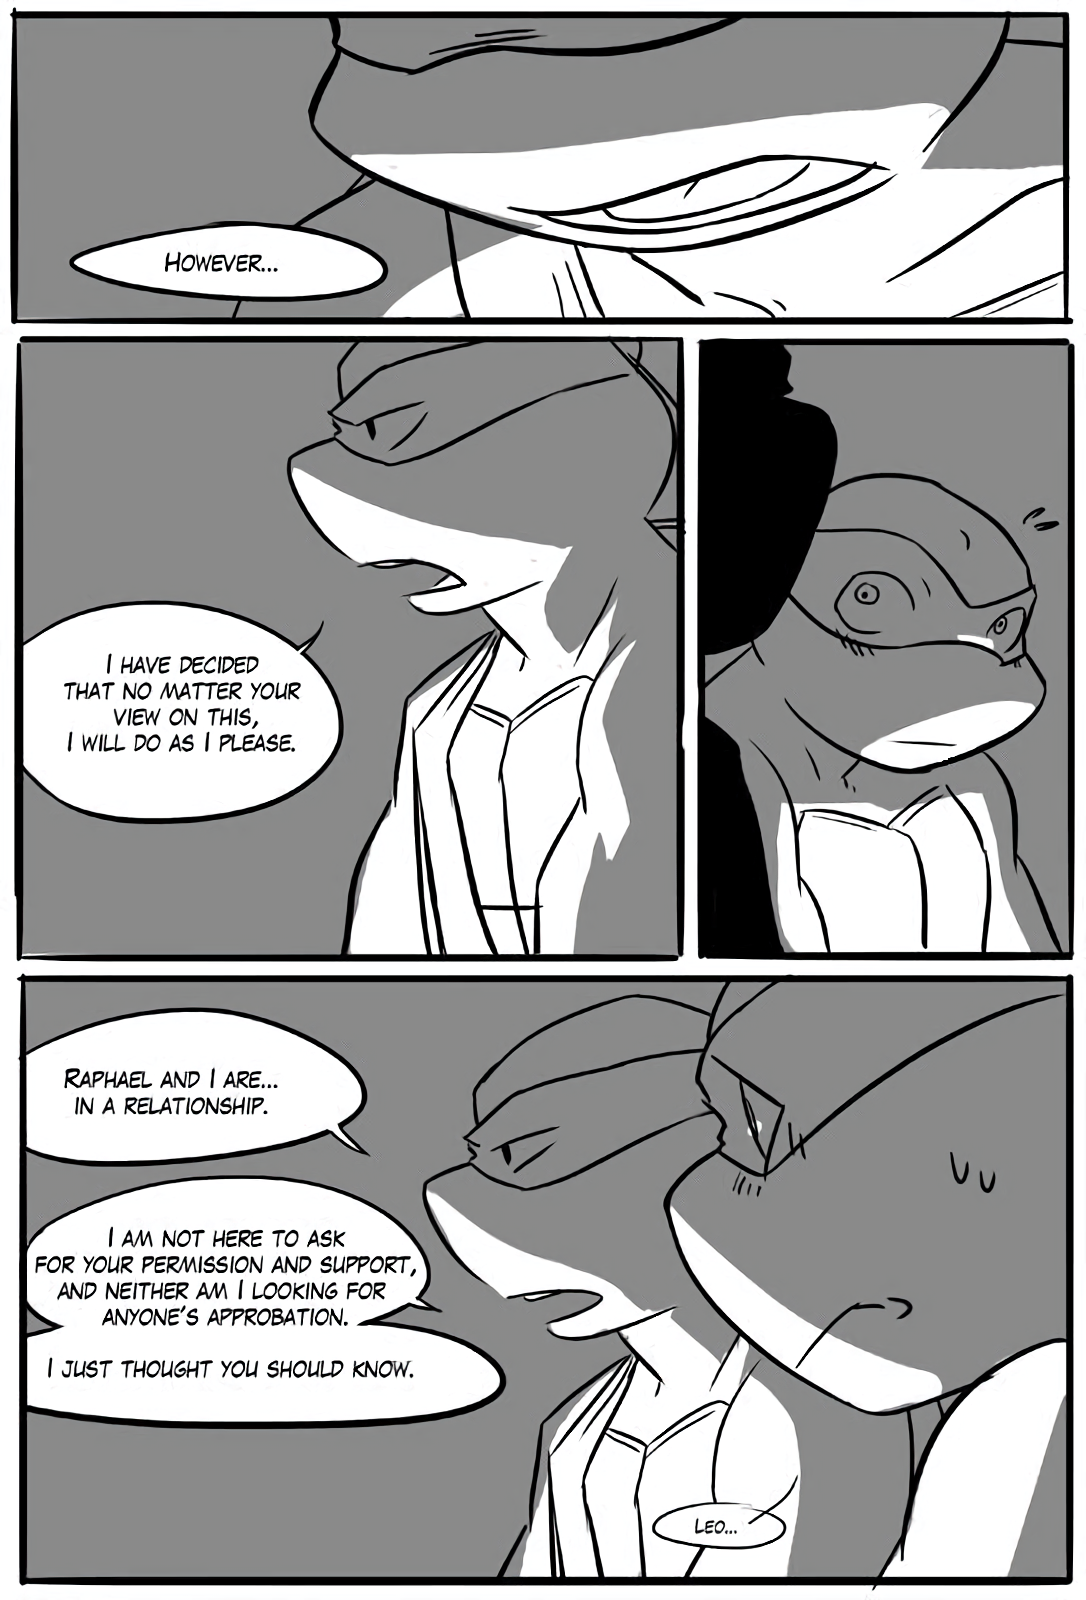 However...
I have decided
that no matter your
view on this,
I will do as I please.
Raphael and I are...
in a relationship.
I am not here to ask
for your permission and support,
and neither am I looking for
anyone's approbation.
I just thought you should know.
Leo...